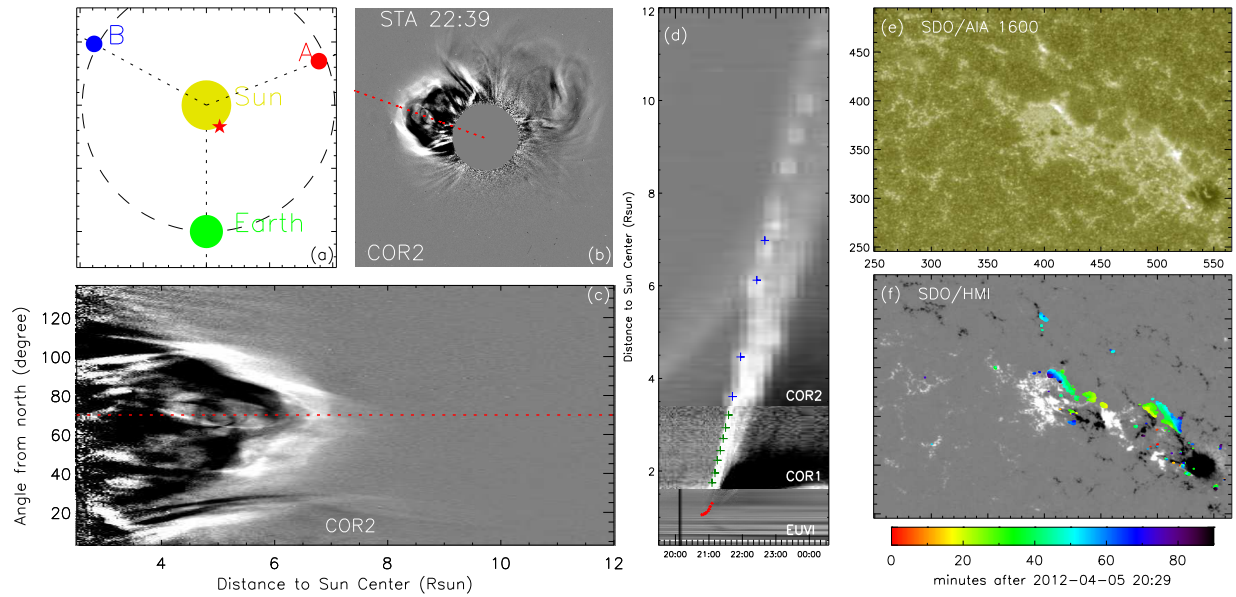 B
A
Sun
Earth
(a)
STA 22:39
COR2
(b)
(c)
Angle from north (degree)
120
100
80
60
40
20
COR2
4
6
8
10
12
Distance to Sun Center (Rsun)
(d)
Distance to Sun Center (Rsun)
12
10
8
6
4
2
COR2
COR1
EUVI
20:00
21:00
22:00
23:00
00:00
(e) SDO/AIA 1600
450
400
350
300
250
250
300
350
400
450
500
550
(f) SDO/HMI
0
20
40
60
80
minutes after 2012-04-05 20:29